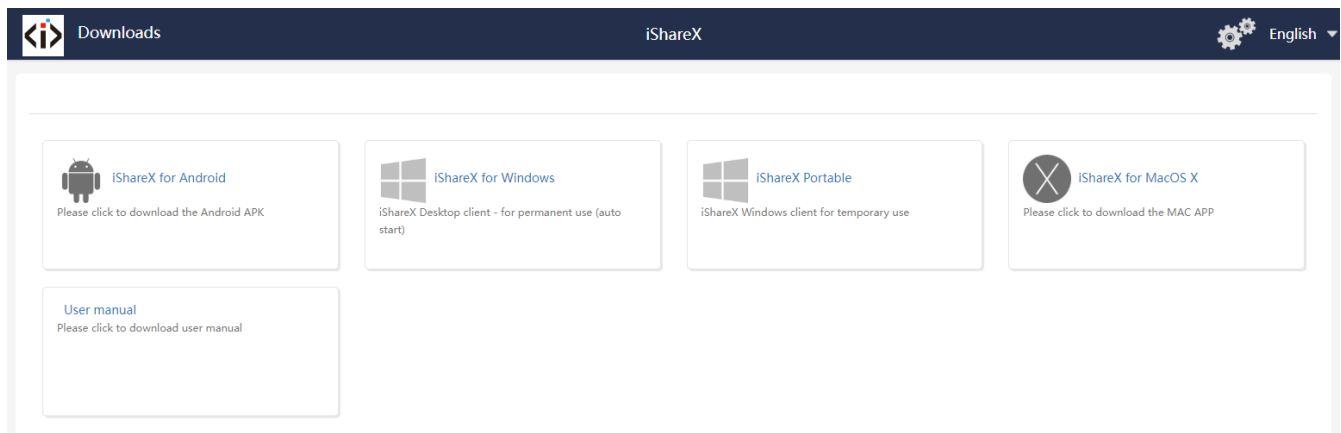 Downloads
iShareX
English
iShareX for Android
Please click to download the Android APK
iShareX for Windows
iShareX Desktop client - for permanent use (auto
start)
iShareX Portable
iShareX Windows client for temporary use
iShareX for MacOS X
Please click to download the MAC APP
User manual
Please click to download user manual